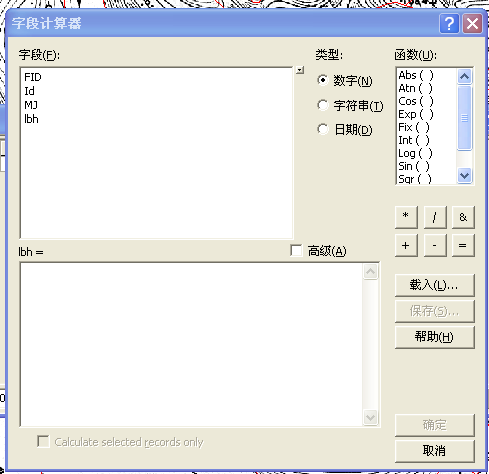 字段计算器
字段(F):
FID
Id
MJ
lbh
类型:
数字(N)
字符串(T)
日期(D)
函数(U):
Abs ( )
Atn ( )
Cos ( )
Exp ( )
Fix ( )
Int ( )
Log ( )
Sin ( )
Sqr ( )
* / &
+ - =
lbh =
高级(A)
载入(L)...
保存(S)...
帮助(H)
Calculate selected records only
确定
取消